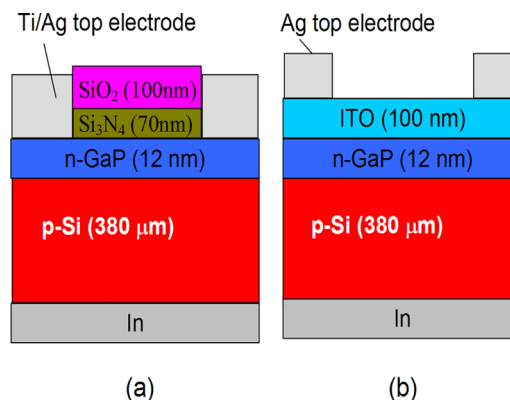 Ti/Ag top electrode
SiO₂ (100nm)
Si₃N₄ (70nm)
n-GaP (12 nm)
p-Si (380 μm)
In
(a)
Ag top electrode
ITO (100 nm)
n-GaP (12 nm)
p-Si (380 μm)
In
(b)